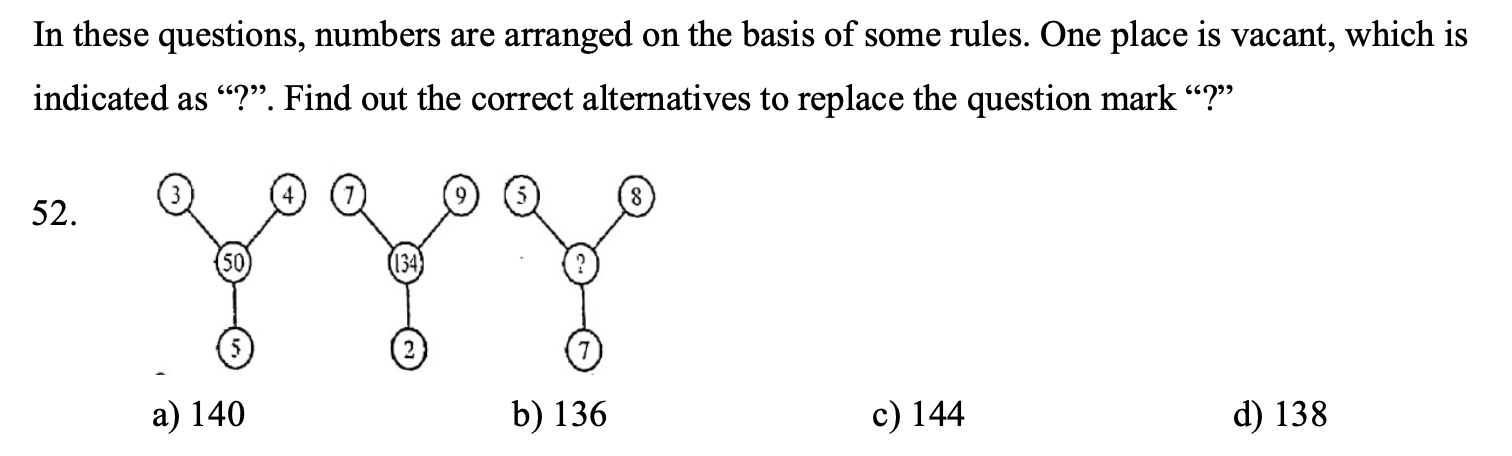 In these questions, numbers are arranged on the basis of some rules. One place is vacant, which is
indicated as “?”. Find out the correct alternatives to replace the question mark “?”
52.
3 4 7 9 5 8
50 134 ?
5 2 7
a) 140 b) 136 c) 144 d) 138